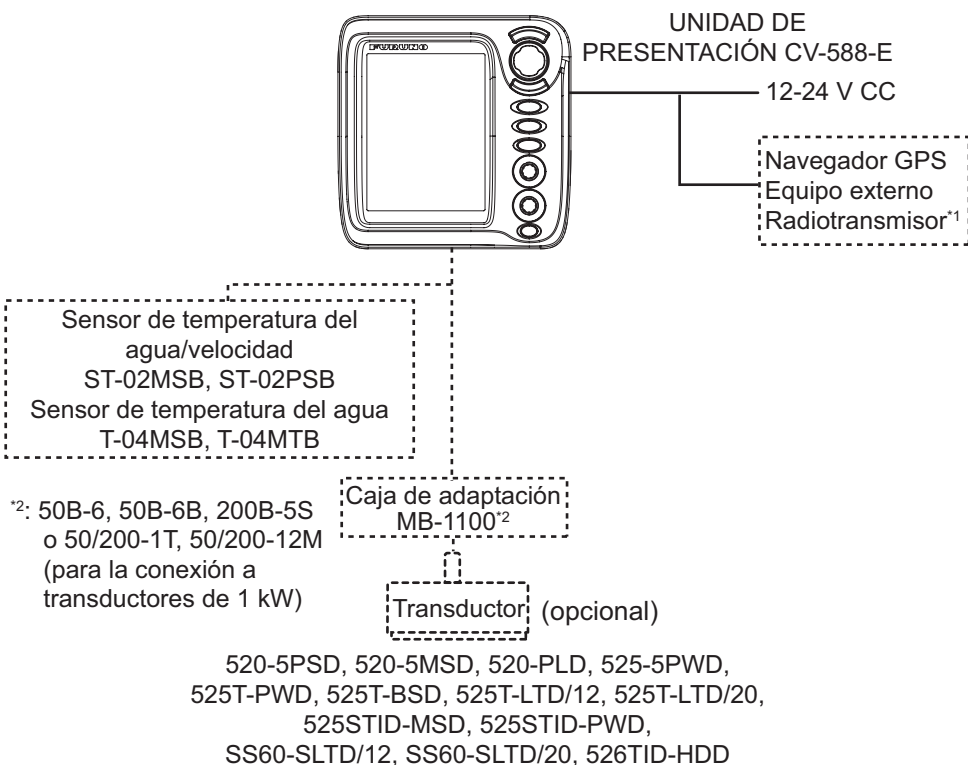 FURUNO
UNIDAD DE
PRESENTACIÓN CV-588-E
12-24 V CC
Navegador GPS
Equipo externo
Radiotransmisor*1
Sensor de temperatura del
agua/velocidad
ST-02MSB, ST-02PSB
Sensor de temperatura del agua
T-04MSB, T-04MTB
*2: 50B-6, 50B-6B, 200B-5S
o 50/200-1T, 50/200-12M
(para la conexión a
transductores de 1 kW)
Caja de adaptación
MB-1100*2
Transductor (opcional)
520-5PSD, 520-5MSD, 520-PLD, 525-5PWD,
525T-PWD, 525T-BSD, 525T-LTD/12, 525T-LTD/20,
525STID-MSD, 525STID-PWD,
SS60-SLTD/12, SS60-SLTD/20, 526TID-HDD